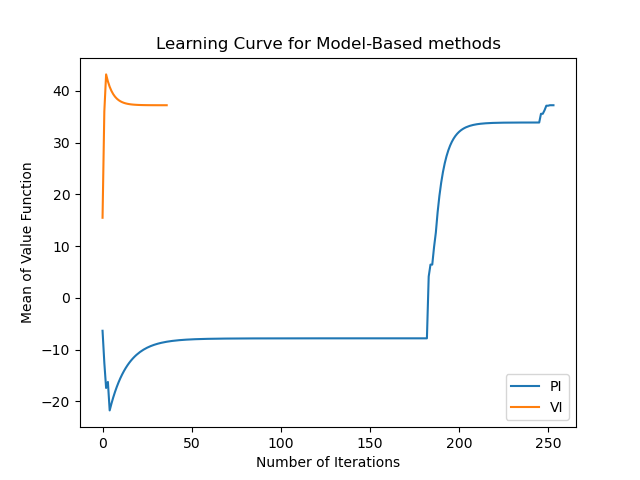 Learning Curve for Model-Based methods
Mean of Value Function
40
30
20
10
0
−10
−20
0
50
100
150
200
250
Number of Iterations
PI
VI